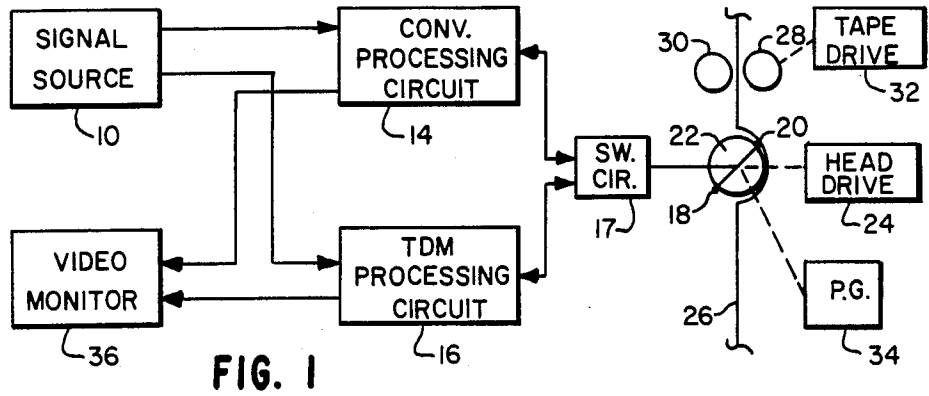 SIGNAL
SOURCE
10
CONV.
PROCESSING
CIRCUIT
14
30
28
TAPE
DRIVE
32
SW.
CIR.
17
22
20
18
HEAD
DRIVE
24
VIDEO
MONITOR
36
TDM
PROCESSING
CIRCUIT
16
26
P.G.
34
FIG. 1